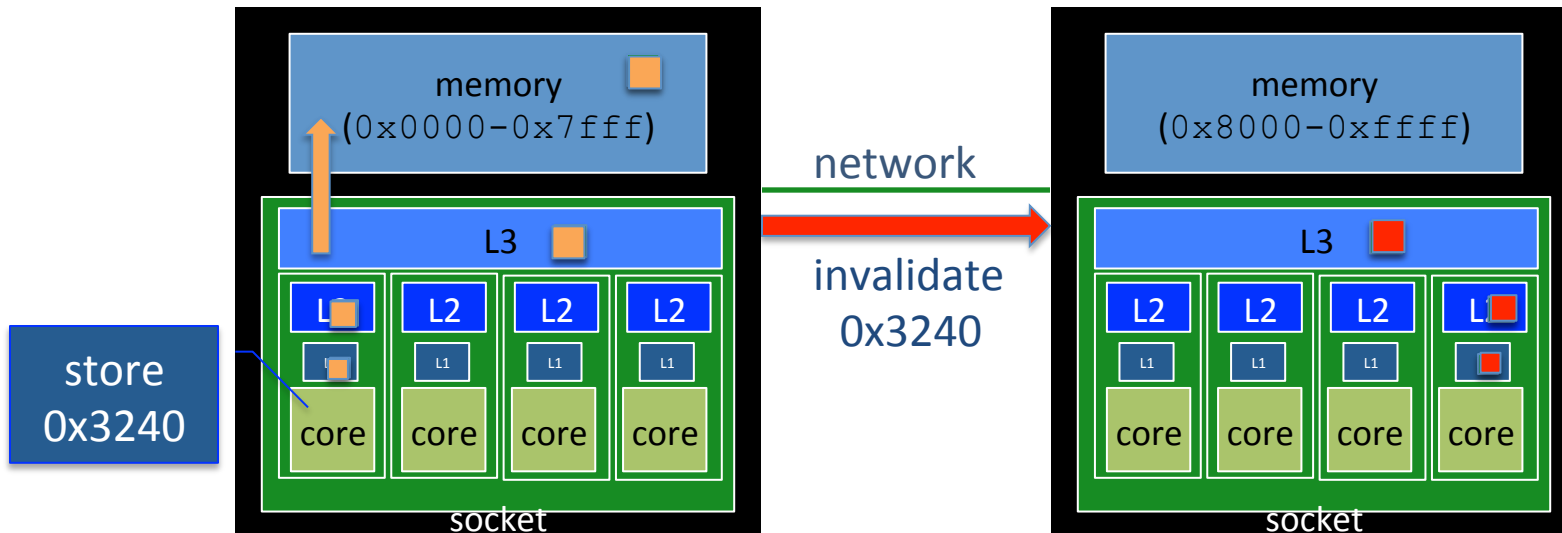 memory
(0x0000-0x7fff)
L3
L2
L2
L2
L1
L1
L1
core
core
core
core
socket
store
0x3240
network
invalidate
0x3240
memory
(0x8000-0xffff)
L3
L2
L2
L2
L1
L1
L1
core
core
core
core
socket